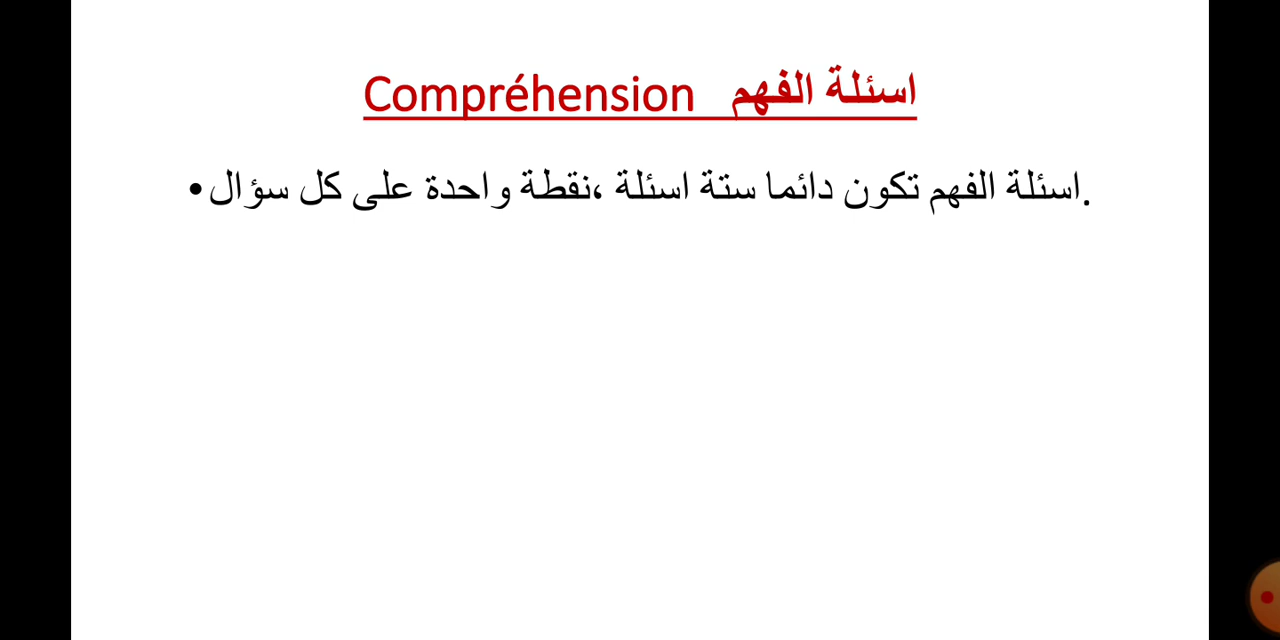 Compréhension اسئلة الفهم
• اسئلة الفهم تكون دائما ستة اسئلة ،نقطة واحدة على كل سؤال.